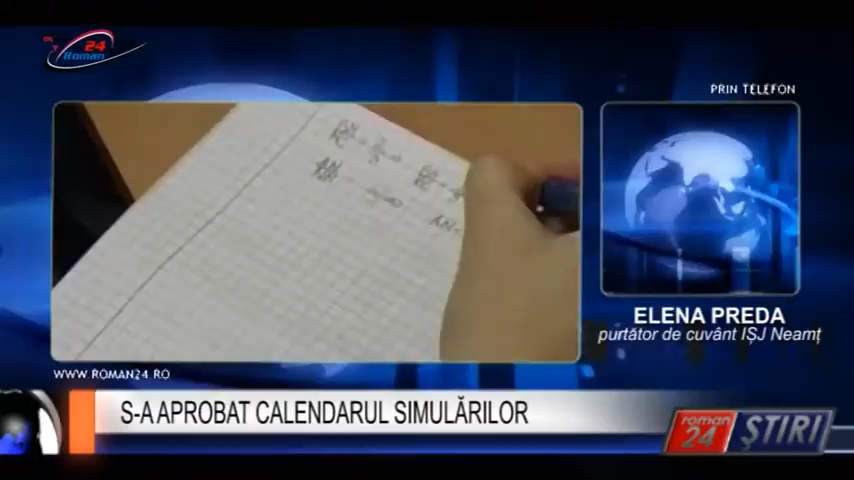 24
Roman
PRIN TELEFON
ELENA PREDA
purtător de cuvânt IȘJ Neamț
WWW.ROMAN24.RO
S-A APROBAT CALENDARUL SIMULĂRILOR
roman
24
ȘTIRI